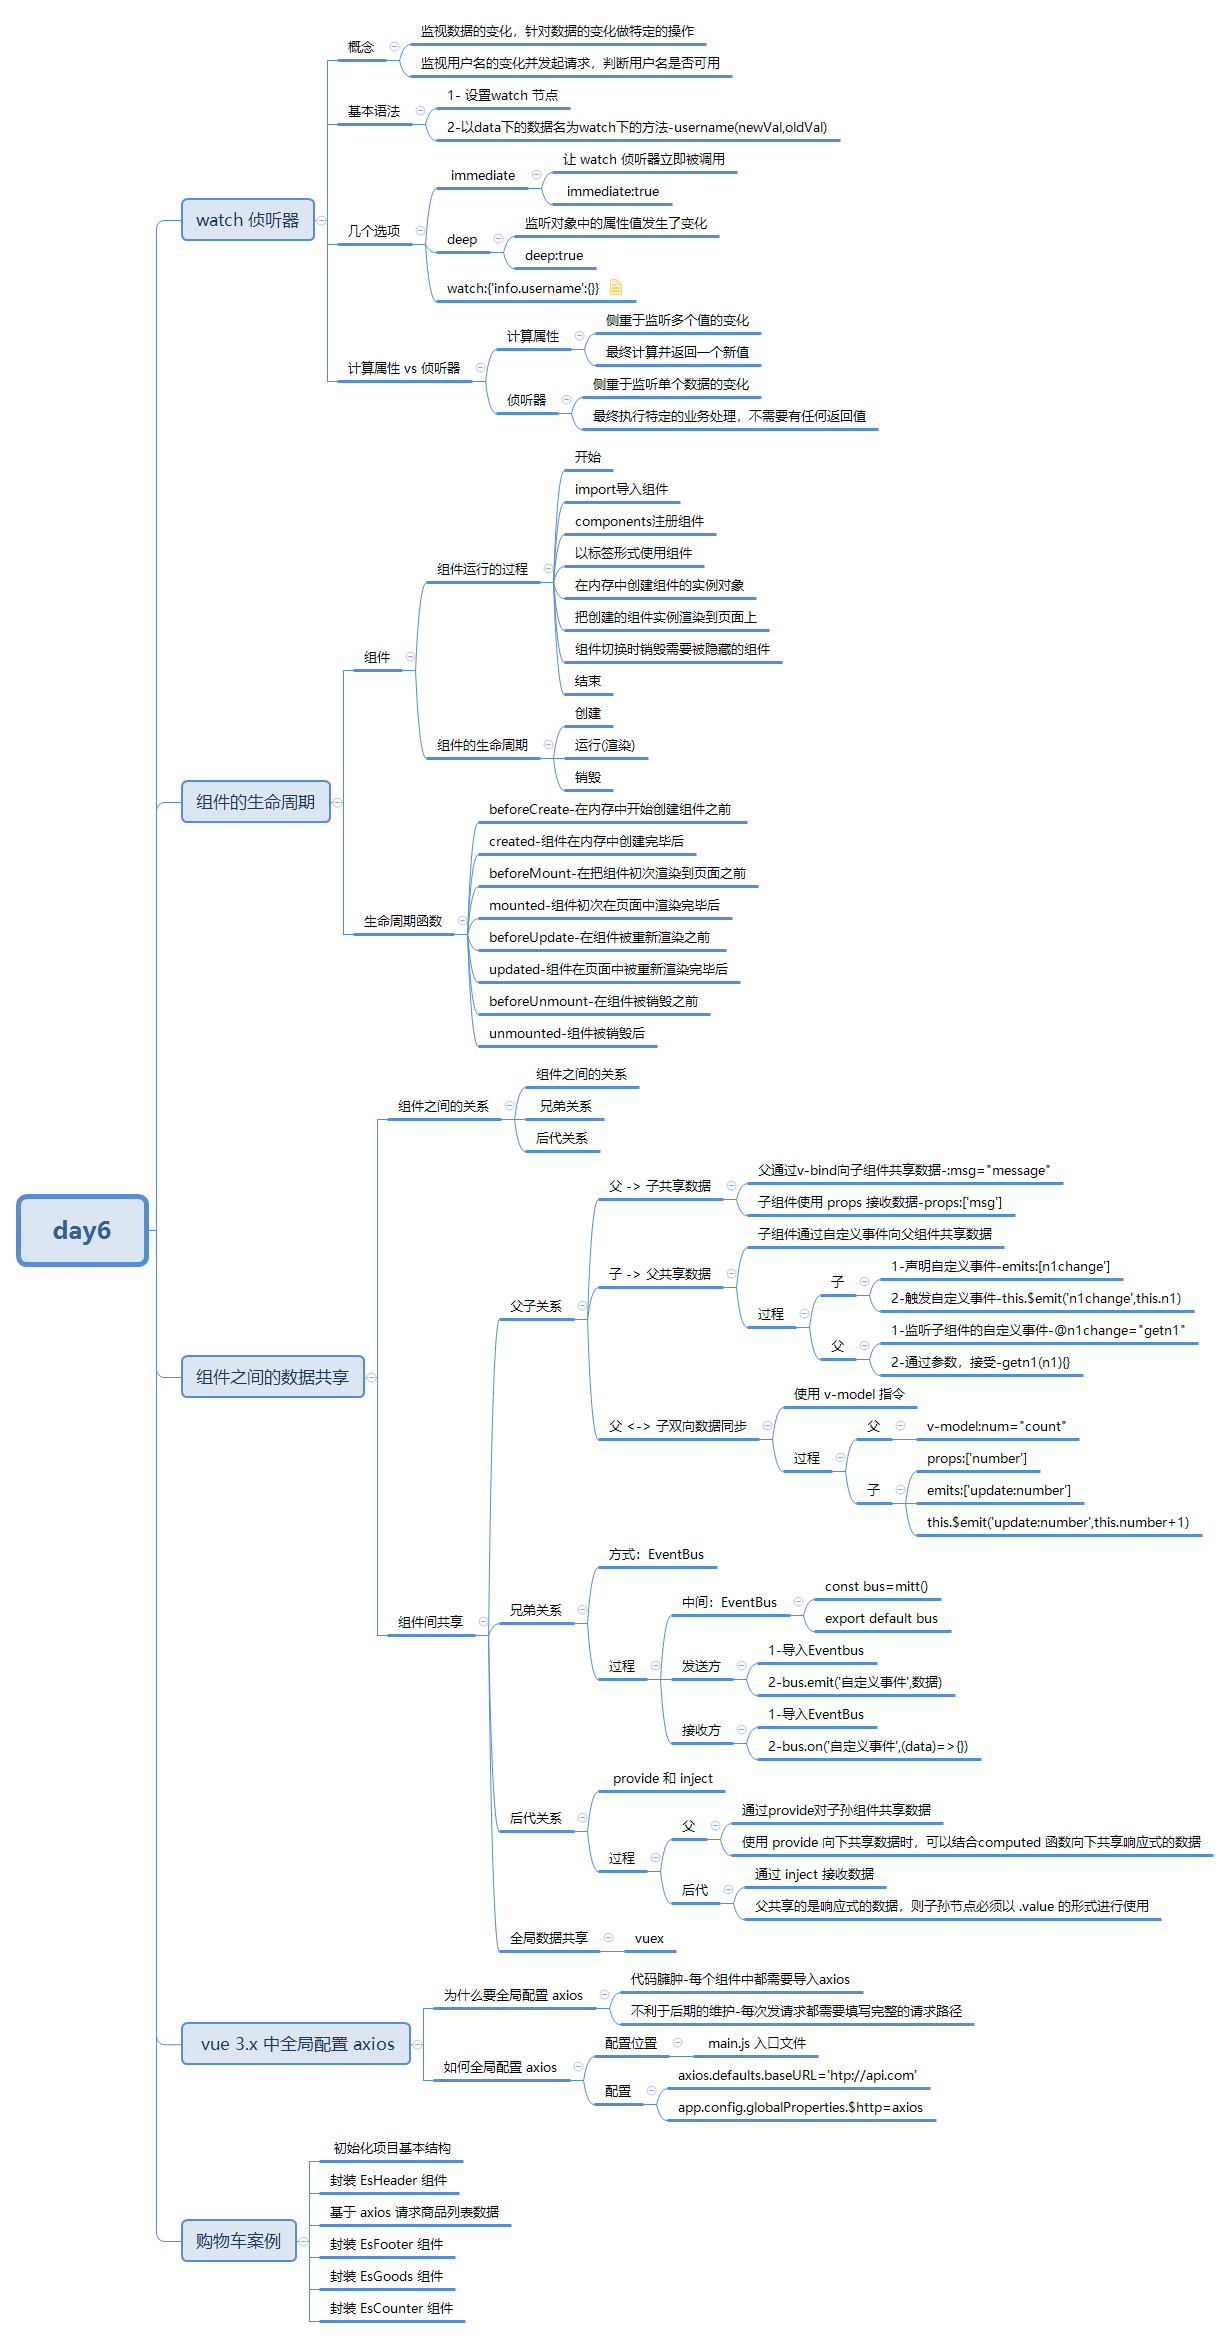 day6
watch 侦听器
概念
监视数据的变化，针对数据的变化做特定的操作
监视用户名的变化并发起请求，判断用户名是否可用
基本语法
1- 设置watch 节点
2-以data下的数据名为watch下的方法-username(newVal,oldVal)
几个选项
immediate
让 watch 侦听器立即被调用
immediate:true
deep
监听对象中的属性值发生了变化
deep:true
watch:{'info.username':{}}
计算属性 vs 侦听器
计算属性
侧重于监听多个值的变化
最终计算并返回一个新值
侦听器
侧重于监听单个数据的变化
最终执行特定的业务处理，不需要有任何返回值
组件的生命周期
组件
组件运行的过程
开始
import导入组件
components注册组件
以标签形式使用组件
在内存中创建组件的实例对象
把创建的组件实例渲染到页面上
组件切换时销毁需要被隐藏的组件
结束
组件的生命周期
创建
运行(渲染)
销毁
生命周期函数
beforeCreate-在内存中开始创建组件之前
created-组件在内存中创建完毕后
beforeMount-在把组件初次渲染到页面之前
mounted-组件初次在页面中渲染完毕后
beforeUpdate-在组件被重新渲染之前
updated-组件在页面中被重新渲染完毕后
beforeUnmount-在组件被销毁之前
unmounted-组件被销毁后
组件之间的数据共享
组件之间的关系
组件之间的关系
兄弟关系
后代关系
组件间共享
父子关系
父 -> 子共享数据
父通过v-bind向子组件共享数据-:msg="message"
子组件使用 props 接收数据-props:['msg']
子 -> 父共享数据
子组件通过自定义事件向父组件共享数据
过程
子
1-声明自定义事件-emits:[n1change']
2-触发自定义事件-this.$emit('n1change',this.n1)
父
1-监听子组件的自定义事件-@n1change="getn1"
2-通过参数，接受-getn1(n1){}
父 <-> 子双向数据同步
使用 v-model 指令
过程
父
v-model:num="count"
子
props:['number']
emits:['update:number']
this.$emit('update:number',this.number+1)
兄弟关系
方式：EventBus
过程
中间：EventBus
const bus=mitt()
export default bus
发送方
1-导入Eventbus
2-bus.emit('自定义事件',数据)
接收方
1-导入EventBus
2-bus.on('自定义事件',(data)=>{})
后代关系
provide 和 inject
过程
父
通过provide对子孙组件共享数据
使用 provide 向下共享数据时，可以结合computed 函数向下共享响应式的数据
后代
通过 inject 接收数据
父共享的是响应式的数据，则子孙节点必须以 .value 的形式进行使用
全局数据共享
vuex
vue 3.x 中全局配置 axios
为什么要全局配置 axios
代码臃肿-每个组件中都需要导入axios
不利于后期的维护-每次发请求都需要填写完整的请求路径
如何全局配置 axios
配置位置
main.js 入口文件
配置
axios.defaults.baseURL='htp://api.com'
app.config.globalProperties.$http=axios
购物车案例
初始化项目基本结构
封装 EsHeader 组件
基于 axios 请求商品列表数据
封装 EsFooter 组件
封装 EsGoods 组件
封装 EsCounter 组件